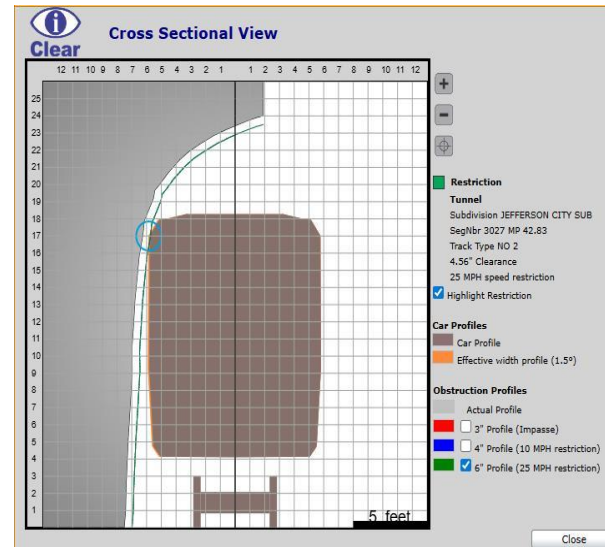 i
Clear
Cross Sectional View
12 11 10 9 8 7 6 5 4 3 2 1 1 2 3 4 5 6 7 8 9 10 11 12
25
24
23
22
21
20
19
18
17
16
15
14
13
12
11
10
9
8
7
6
5
4
3
2
1
5 feet
+
−
Restriction
Tunnel
Subdivision JEFFERSON CITY SUB
SegNbr 3027 MP 42.83
Track Type NO 2
4.56" Clearance
25 MPH speed restriction
Highlight Restriction
Car Profiles
Car Profile
Effective width profile (1.5º)
Obstruction Profiles
Actual Profile
3" Profile (Impasse)
4" Profile (10 MPH restriction)
6" Profile (25 MPH restriction)
Close